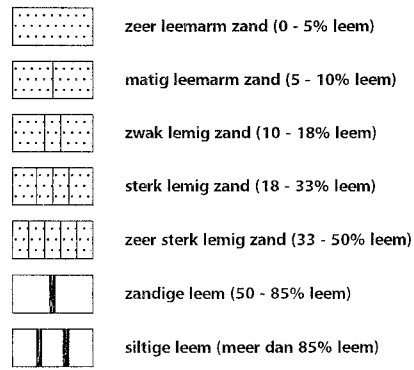 zeer leemarm zand (0 - 5% leem)
matig leemarm zand (5 - 10% leem)
zwak lemig zand (10 - 18% leem)
sterk lemig zand (18 - 33% leem)
zeer sterk lemig zand (33 - 50% leem)
zandige leem (50 - 85% leem)
siltige leem (meer dan 85% leem)